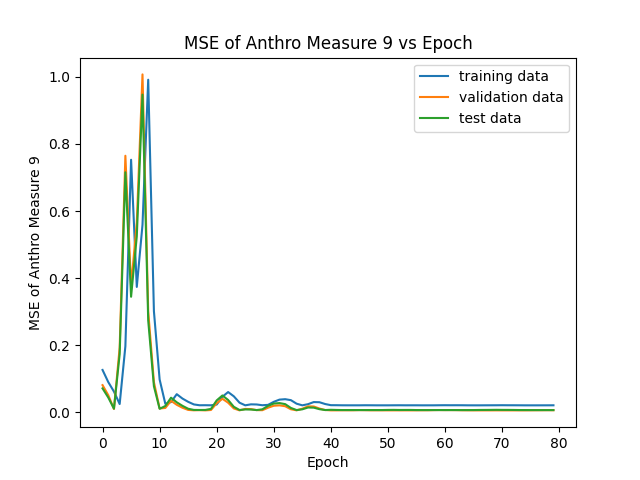 MSE of Anthro Measure 9 vs Epoch
training data
validation data
test data
MSE of Anthro Measure 9
1.0
0.8
0.6
0.4
0.2
0.0
0 10 20 30 40 50 60 70 80
Epoch